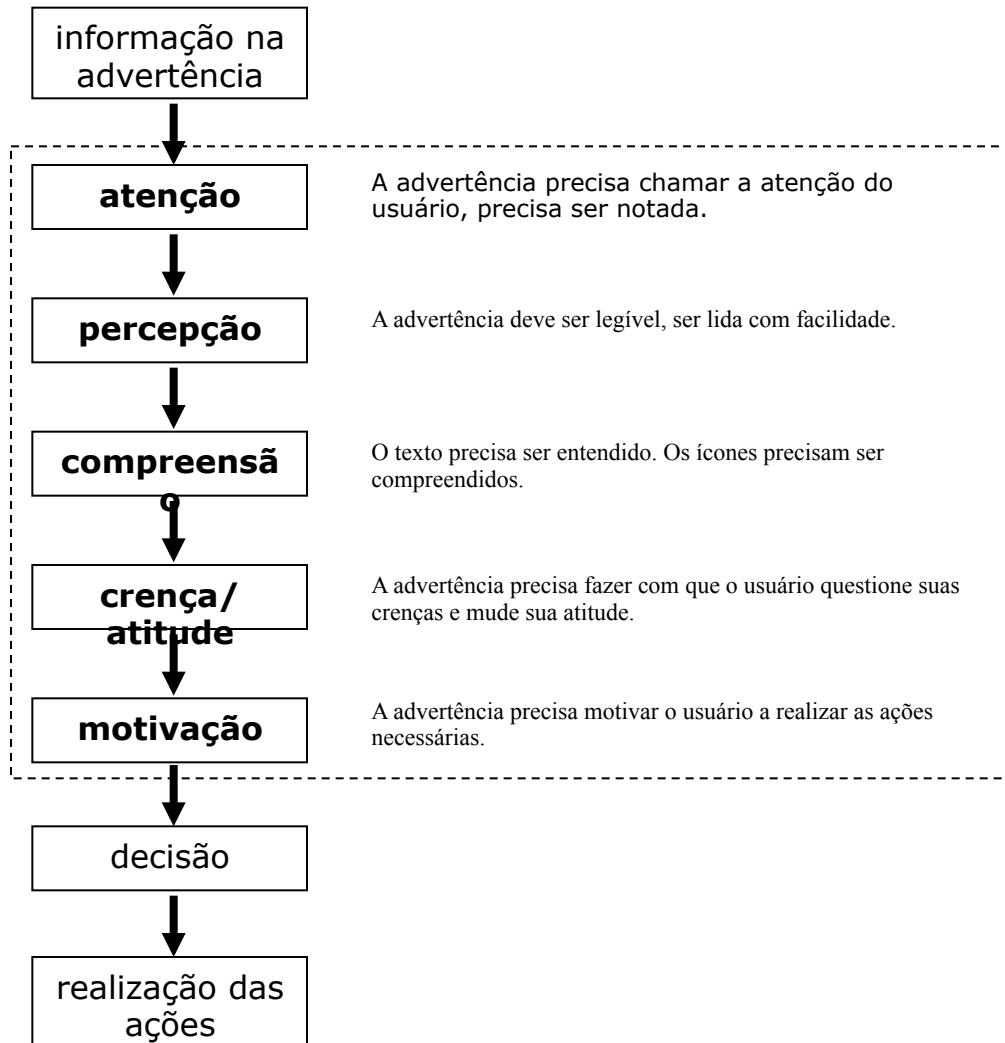 informação na
advertência
atenção
A advertência precisa chamar a atenção do
usuário, precisa ser notada.
percepção
A advertência deve ser legível, ser lida com facilidade.
compreensã
o
O texto precisa ser entendido. Os ícones precisam ser
compreendidos.
crença/
atitude
A advertência precisa fazer com que o usuário questione suas
crenças e mude sua atitude.
motivação
A advertência precisa motivar o usuário a realizar as ações
necessárias.
decisão
realização das
ações